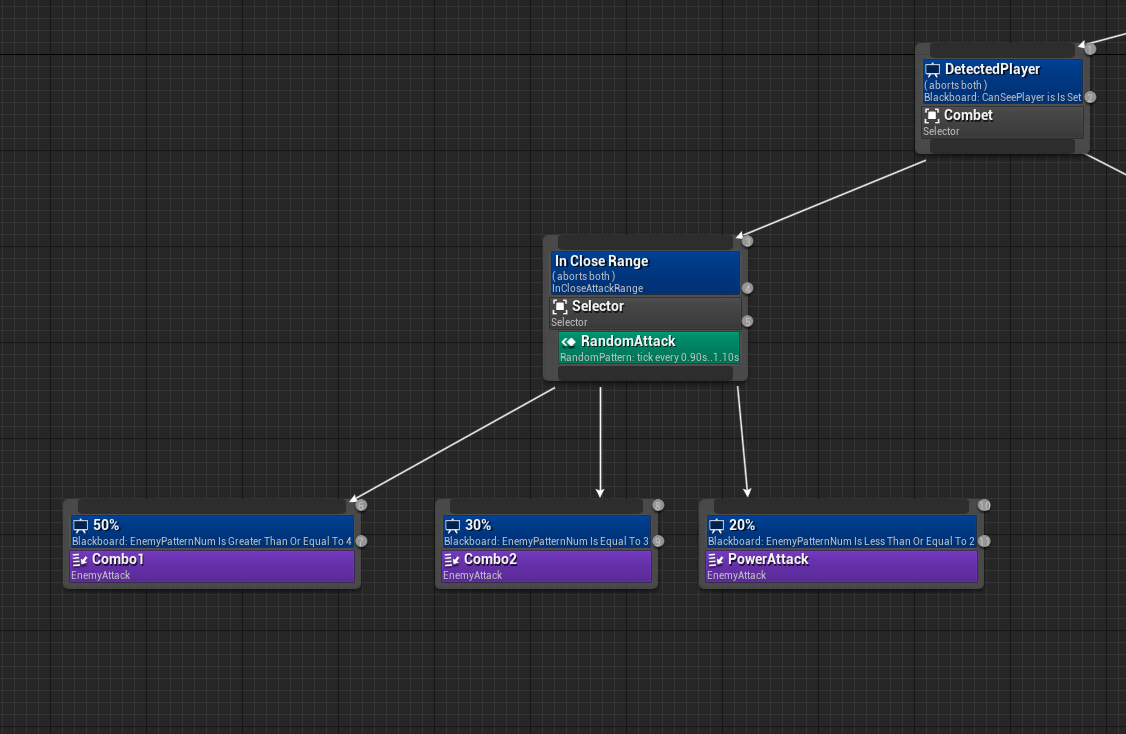 1
DetectedPlayer
( aborts both )
Blackboard: CanSeePlayer is Is Set
2
Combet
Selector
3
In Close Range
( aborts both )
InCloseAttackRange
4
Selector
Selector
5
RandomAttack
RandomPattern: tick every 0.90s..1.10s
6
50%
Blackboard: EnemyPatternNum Is Greater Than Or Equal To 4
7
Combo1
EnemyAttack
8
30%
Blackboard: EnemyPatternNum Is Equal To 3
9
Combo2
EnemyAttack
10
20%
Blackboard: EnemyPatternNum Is Less Than Or Equal To 2
11
PowerAttack
EnemyAttack